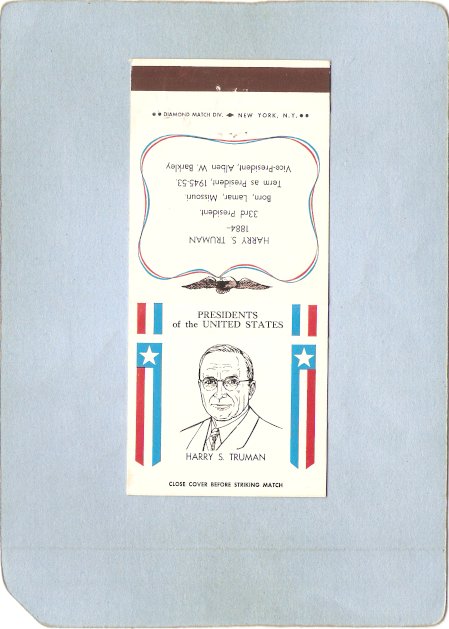 ●● DIAMOND MATCH DIV. NEW YORK, N.Y. ●●
HARRY S. TRUMAN
1884–
33rd President
Born, Lamar, Missouri
Term as President, 1945-53.
Vice-President, Alben W. Barkley
PRESIDENTS
of the UNITED STATES
HARRY S. TRUMAN
CLOSE COVER BEFORE STRIKING MATCH